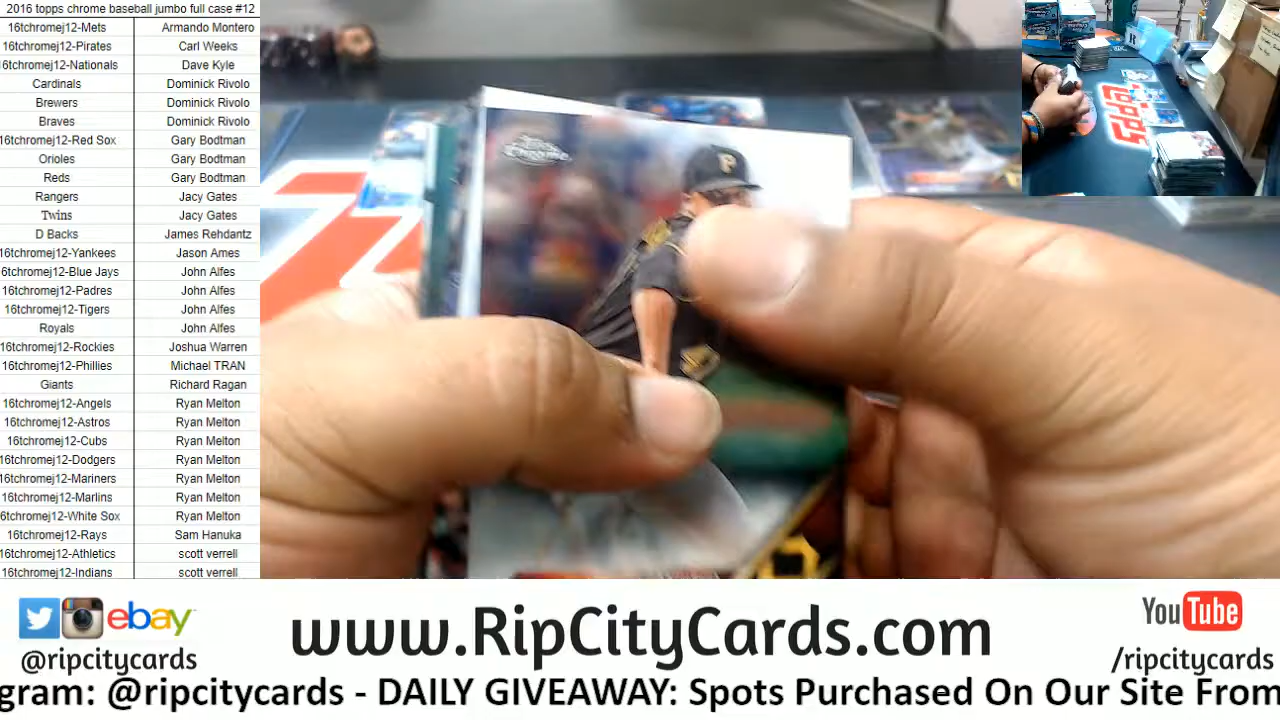 2016 topps chrome baseball jumbo full case #12
16tchromej12-Mets Armando Montero
16tchromej12-Pirates Carl Weeks
16tchromej12-Nationals Dave Kyle
Cardinals Dominick Rivolo
Brewers Dominick Rivolo
Braves Dominick Rivolo
16tchromej12-Red Sox Gary Bodtman
Orioles Gary Bodtman
Reds Gary Bodtman
Rangers Jacy Gates
Twins Jacy Gates
D Backs James Rehdantz
16tchromej12-Yankees Jason Ames
6tchromej12-Blue Jays John Alfes
16tchromej12-Padres John Alfes
16tchromej12-Tigers John Alfes
Royals John Alfes
16tchromej12-Rockies Joshua Warren
16tchromej12-Phillies Michael TRAN
Giants Richard Ragan
16tchromej12-Angels Ryan Melton
16tchromej12-Astros Ryan Melton
16tchromej12-Cubs Ryan Melton
16tchromej12-Dodgers Ryan Melton
16tchromej12-Mariners Ryan Melton
16tchromej12-Marlins Ryan Melton
6tchromej12-White Sox Ryan Melton
16tchromej12-Rays Sam Hanuka
16tchromej12-Athletics scott verrell
16tchromej12-Indians scott verrell
Topps
CHROME
P
topps
ebay
@ripcitycards
www.RipCityCards.com
YouTube
/ripcitycards
gram: @ripcitycards - DAILY GIVEAWAY: Spots Purchased On Our Site From